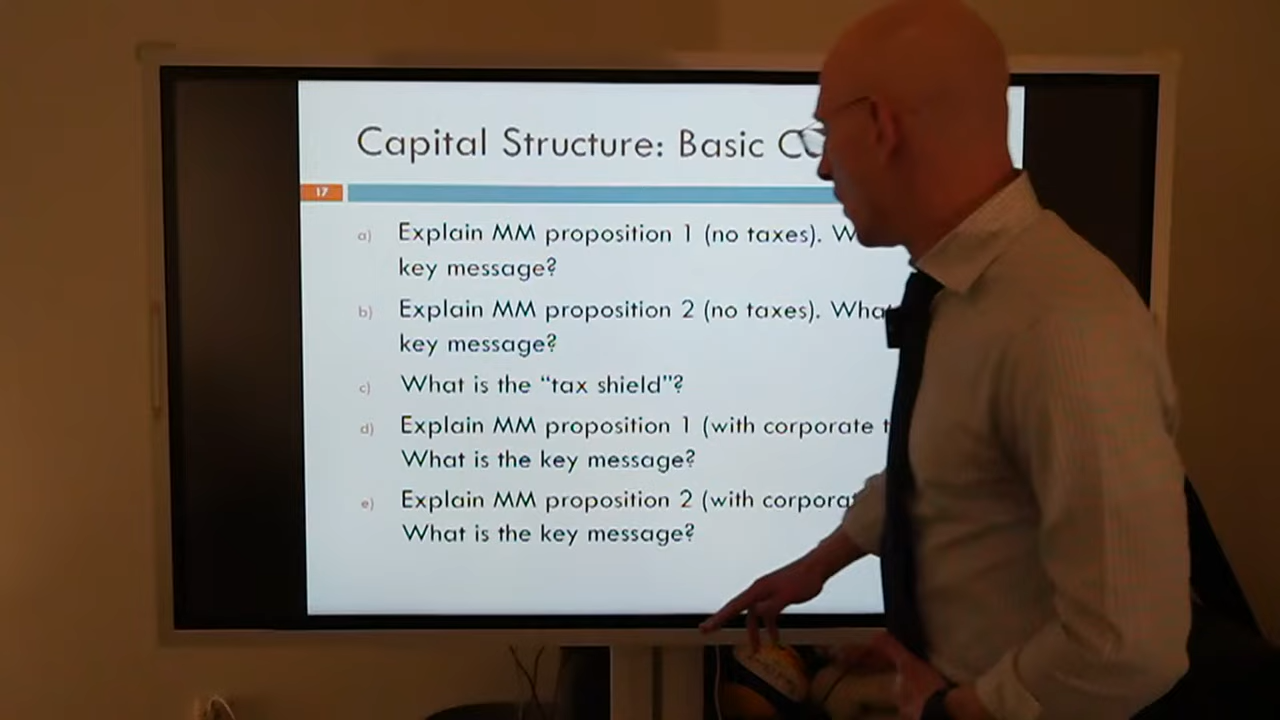 Capital Structure: Basic
17
a) Explain MM proposition 1 (no taxes).
key message?
b) Explain MM proposition 2 (no taxes). What
key message?
c) What is the “tax shield”?
d) Explain MM proposition 1 (with corporate
What is the key message?
e) Explain MM proposition 2 (with
What is the key message?